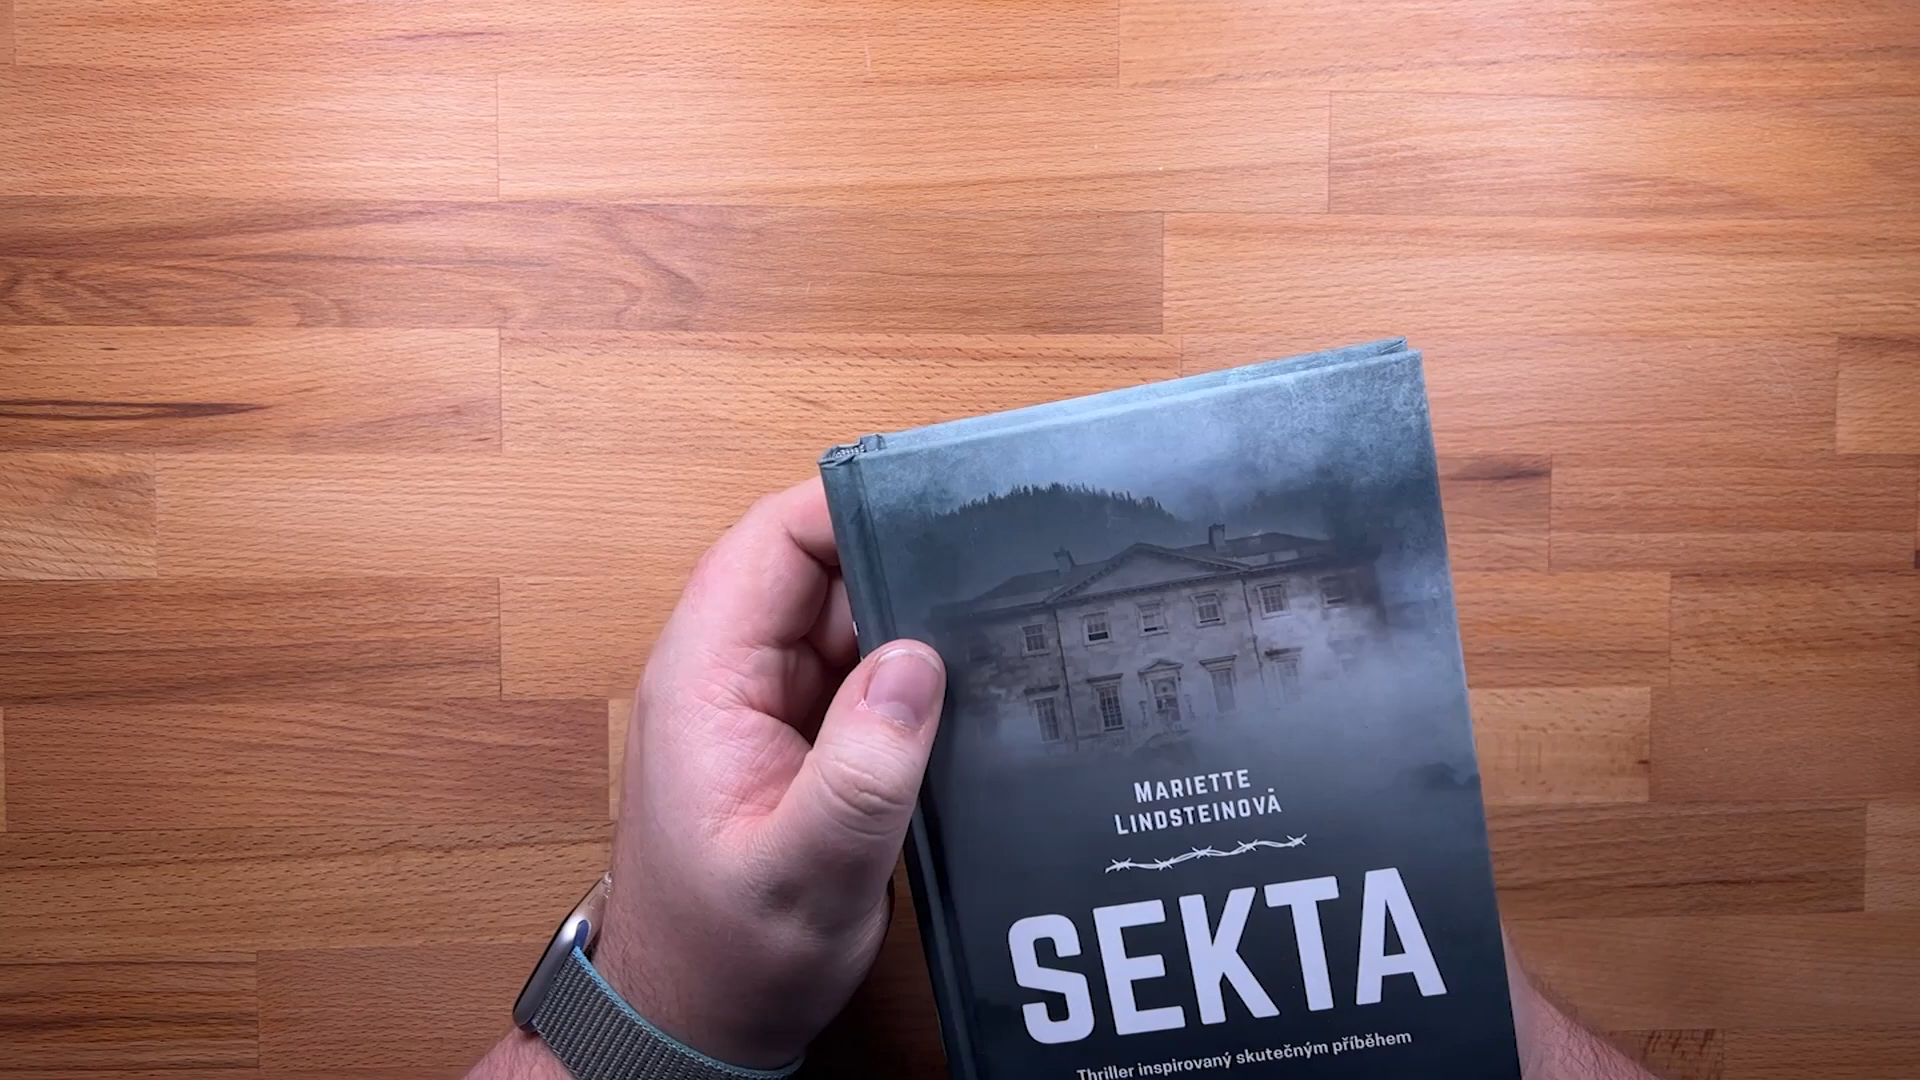 MARIETTE
LINDSTEINOVÁ
SEKTA
Thriller inspirovaný skutečným příběhem